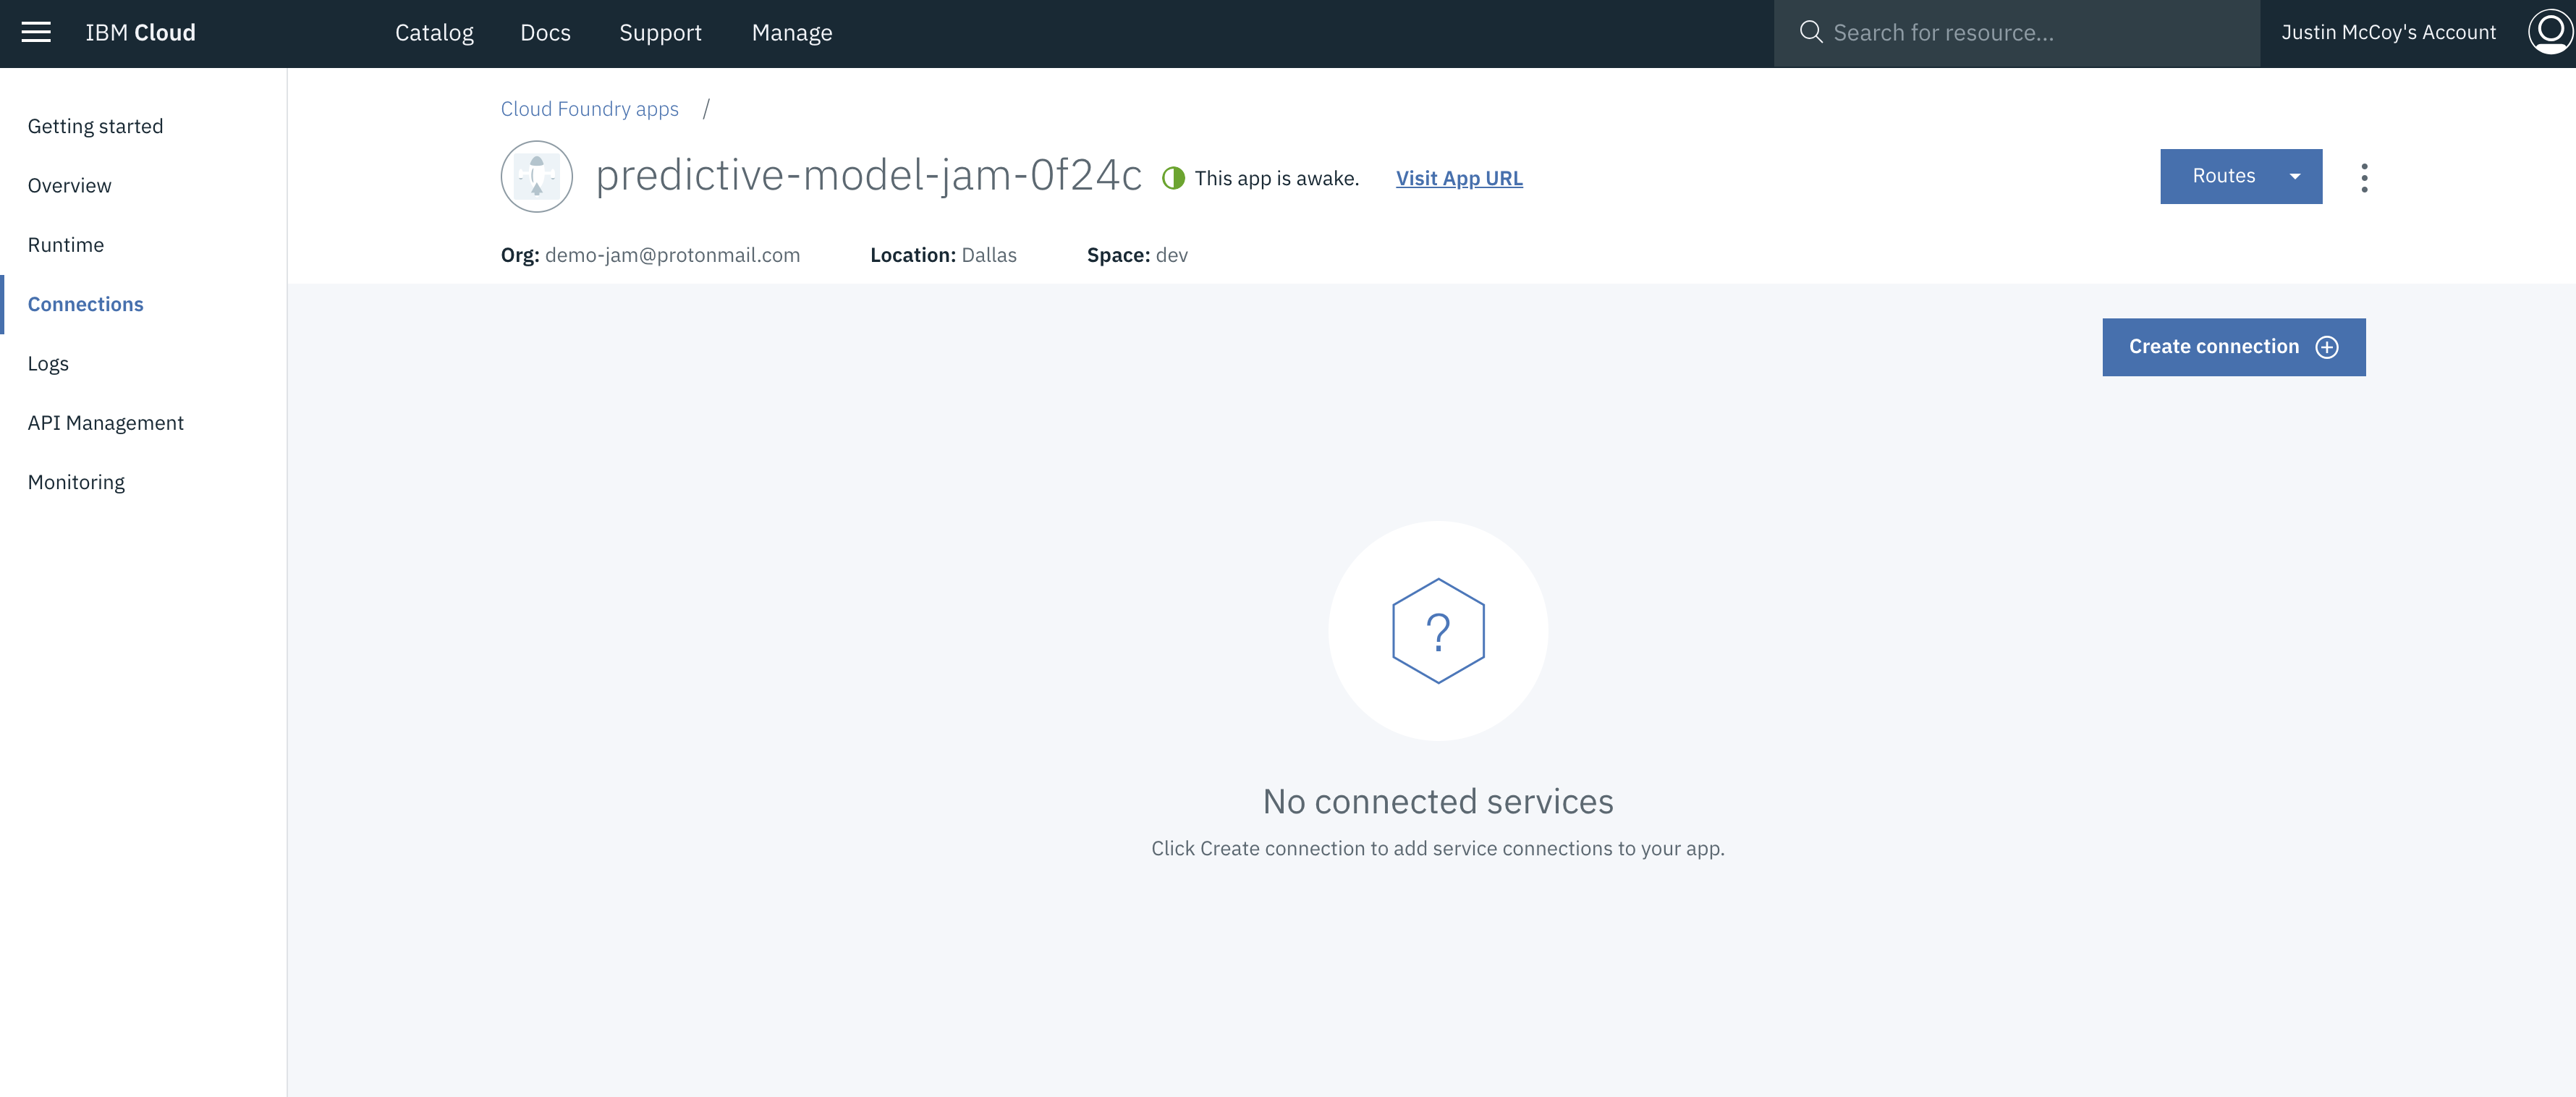 IBM Cloud
Catalog
Docs
Support
Manage
Search for resource...
Justin McCoy's Account
Getting started
Overview
Runtime
Connections
Logs
API Management
Monitoring
Cloud Foundry apps /
predictive-model-jam-0f24c
This app is awake.
Visit App URL
Routes
Org: demo-jam@protonmail.com
Location: Dallas
Space: dev
Create connection
?
No connected services
Click Create connection to add service connections to your app.